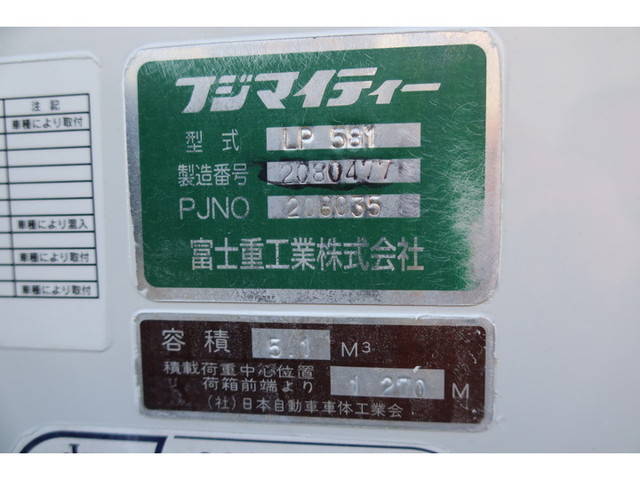 注記
車種により取付
車種により混入
車種により取付
車種により取付
フジマイティー
型式 LP 581
製造番号 2080477
PJNO 208035
富士重工業株式会社
容積 5.1 M³
積載荷重中心位置
荷箱前端より 1 270 M
(社)日本自動車車体工業会